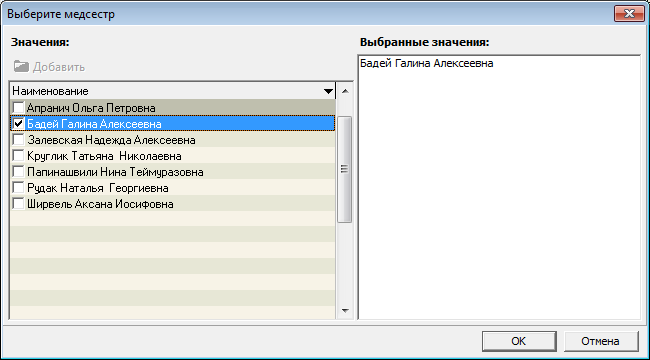 Выберите медсестр
Значения:
Выбранные значения:
Добавить
Бадей Галина Алексеевна
Наименование
Апранич Ольга Петровна
Бадей Галина Алексеевна
Залевская Надежда Алексеевна
Круглик Татьяна Николаевна
Папинашвили Нина Теймуразовна
Рудак Наталья Георгиевна
Ширвель Аксана Иосифовна
OK
Отмена